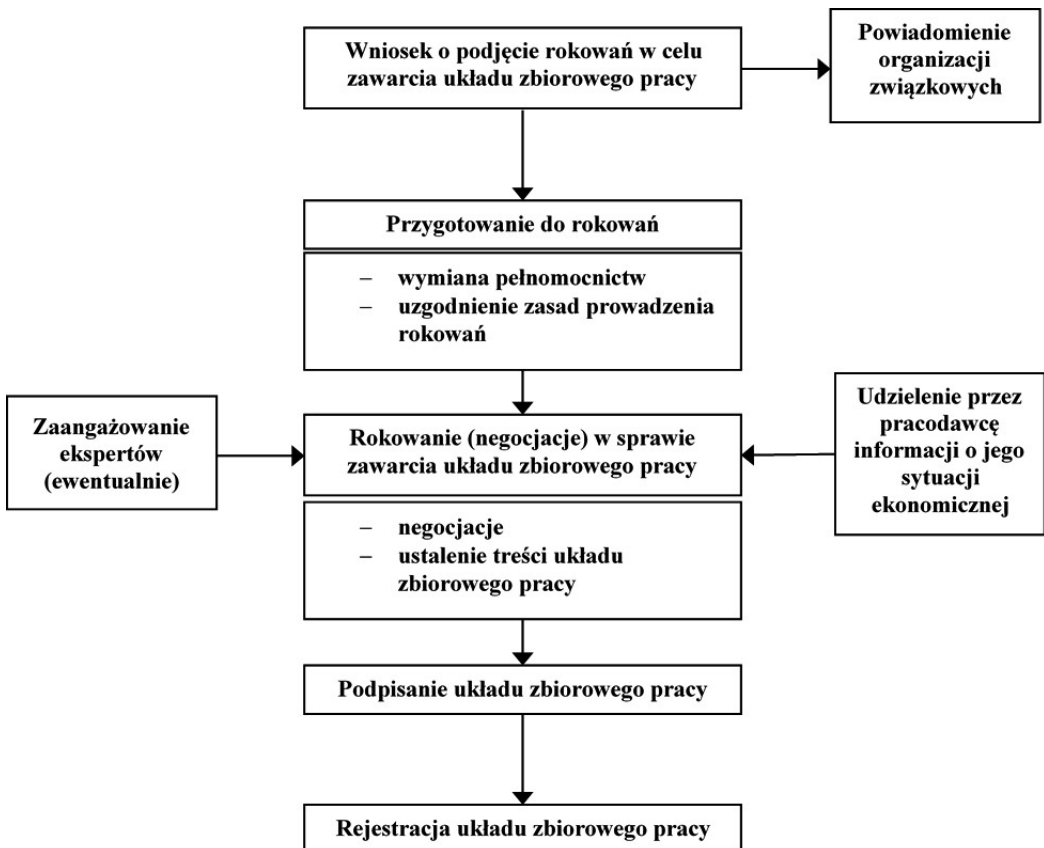 Wniosek o podjęcie rokowań w celu
zawarcia układu zbiorowego pracy
Powiadomienie
organizacji
związkowych
Przygotowanie do rokowań
– wymiana pełnomocnictw
– uzgodnienie zasad prowadzenia
rokowań
Zaangażowanie
ekspertów
(ewentualnie)
Rokowanie (negocjacje) w sprawie
zawarcia układu zbiorowego pracy
Udzielenie przez
pracodawcę
informacji o jego
sytuacji
ekonomicznej
– negocjacje
– ustalenie treści układu
zbiorowego pracy
Podpisanie układu zbiorowego pracy
Rejestracja układu zbiorowego pracy